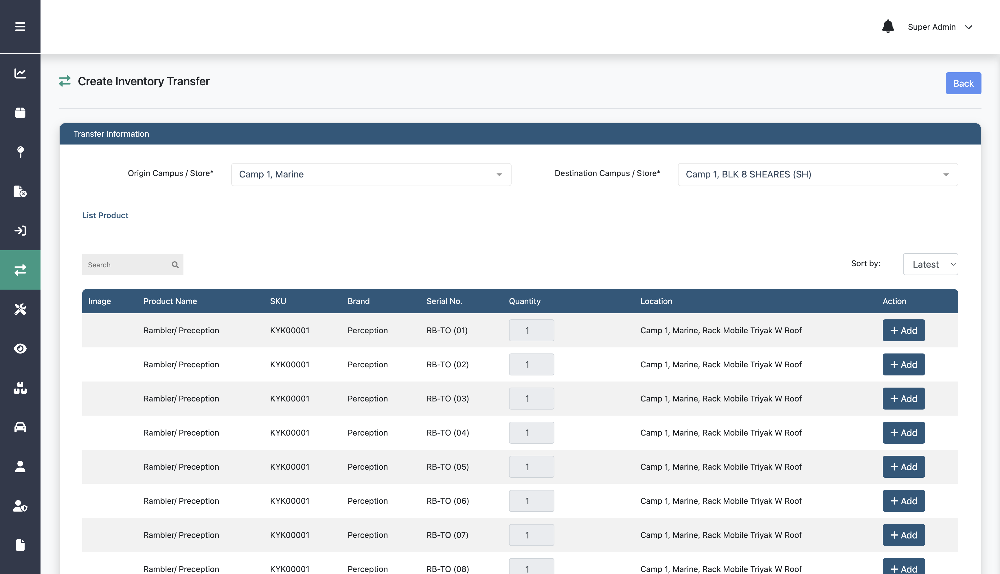 Super Admin
Create Inventory Transfer
Back
Transfer Information
Origin Campus / Store* Camp 1, Marine Destination Campus / Store* Camp 1, BLK 8 SHEARES (SH)
List Product
Search Sort by: Latest
Image Product Name SKU Brand Serial No. Quantity Location Action
Rambler/ Preception KYK00001 Perception RB-TO (01) 1 Camp 1, Marine, Rack Mobile Triyak W Roof + Add
Rambler/ Preception KYK00001 Perception RB-TO (02) 1 Camp 1, Marine, Rack Mobile Triyak W Roof + Add
Rambler/ Preception KYK00001 Perception RB-TO (03) 1 Camp 1, Marine, Rack Mobile Triyak W Roof + Add
Rambler/ Preception KYK00001 Perception RB-TO (04) 1 Camp 1, Marine, Rack Mobile Triyak W Roof + Add
Rambler/ Preception KYK00001 Perception RB-TO (05) 1 Camp 1, Marine, Rack Mobile Triyak W Roof + Add
Rambler/ Preception KYK00001 Perception RB-TO (06) 1 Camp 1, Marine, Rack Mobile Triyak W Roof + Add
Rambler/ Preception KYK00001 Perception RB-TO (07) 1 Camp 1, Marine, Rack Mobile Triyak W Roof + Add
Rambler/ Preception KYK00001 Perception RB-TO (08) 1 Camp 1, Marine, Rack Mobile Triyak W Roof + Add